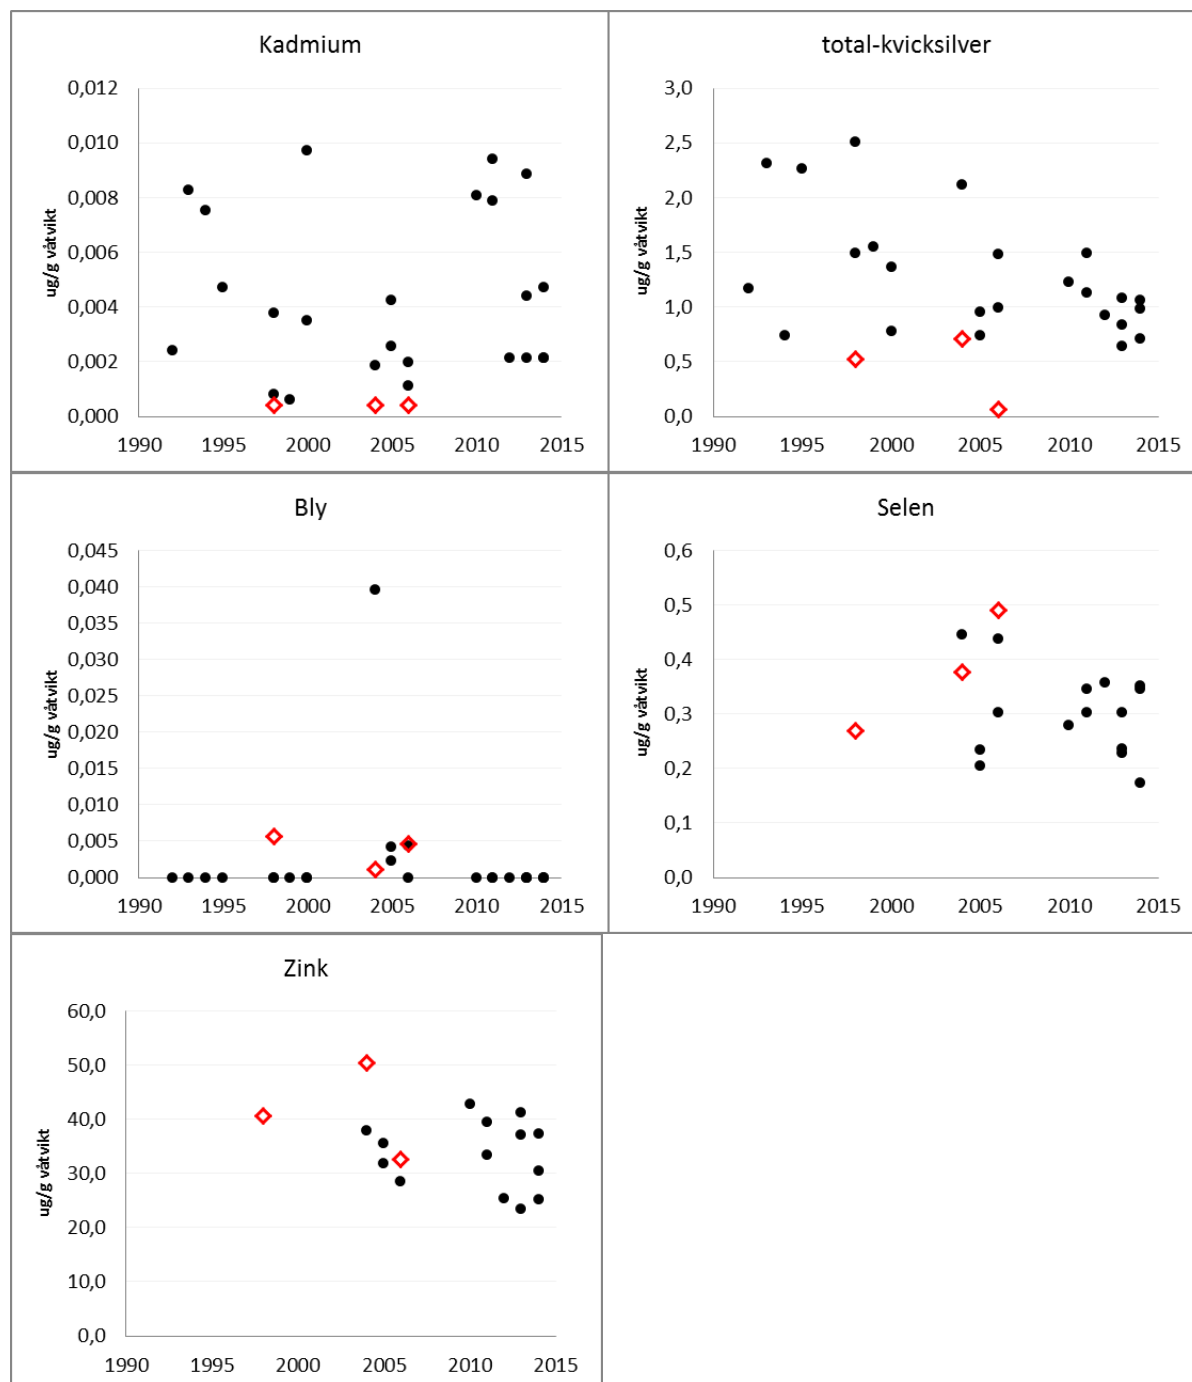 Kadmium
0,012
0,010
0,008
0,006
0,004
0,002
0,000
ug/g våtvikt
1990 1995 2000 2005 2010 2015
total-kvicksilver
3,0
2,5
2,0
1,5
1,0
0,5
0,0
ug/g våtvikt
1990 1995 2000 2005 2010 2015
Bly
0,045
0,040
0,035
0,030
0,025
0,020
0,015
0,010
0,005
0,000
ug/g våtvikt
1990 1995 2000 2005 2010 2015
Selen
0,6
0,5
0,4
0,3
0,2
0,1
0,0
ug/g våtvikt
1990 1995 2000 2005 2010 2015
Zink
60,0
50,0
40,0
30,0
20,0
10,0
0,0
ug/g våtvikt
1990 1995 2000 2005 2010 2015